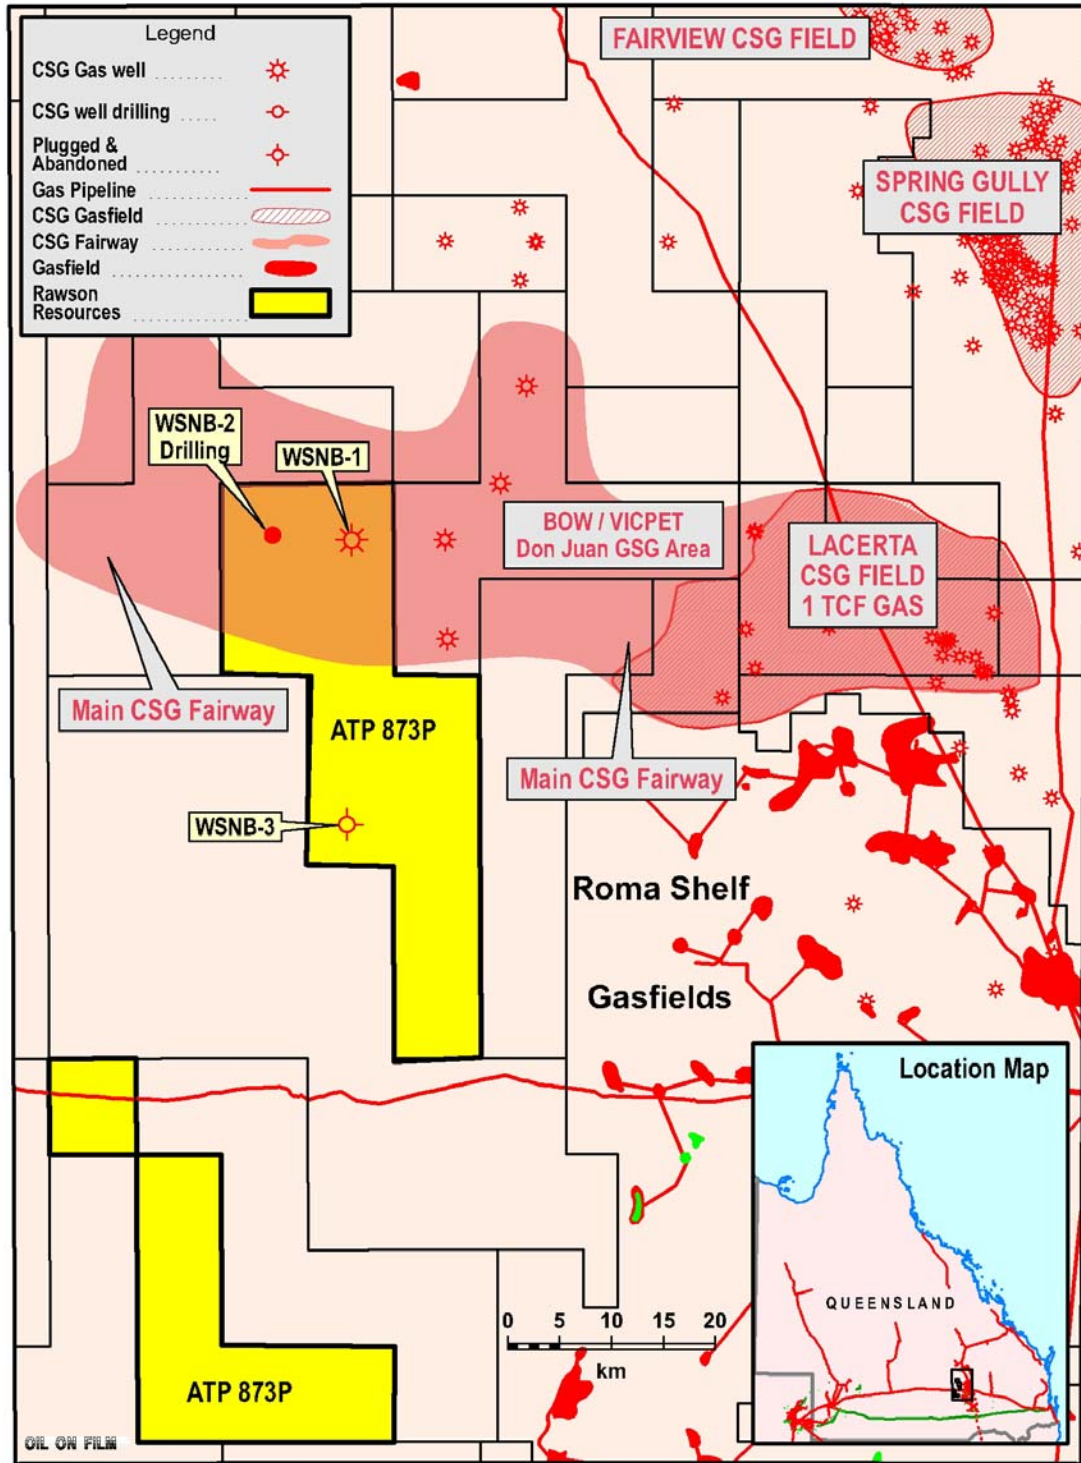 Legend
CSG Gas well ........
CSG well drilling .....
Plugged &
Abandoned ..........
Gas Pipeline ..........
CSG Gasfield ..........
CSG Fairway ..........
Gasfield ..............
Rawson
Resources ............
FAIRVIEW CSG FIELD
SPRING GULLY
CSG FIELD
WSNB-2
Drilling
WSNB-1
BOW / VICPET
Don Juan GSG Area
LACERTA
CSG FIELD
1 TCF GAS
Main CSG Fairway
ATP 873P
Main CSG Fairway
WSNB-3
Roma Shelf
Gasfields
Location Map
QUEENSLAND
0 5 10 15 20
km
ATP 873P
OIL ON FILM